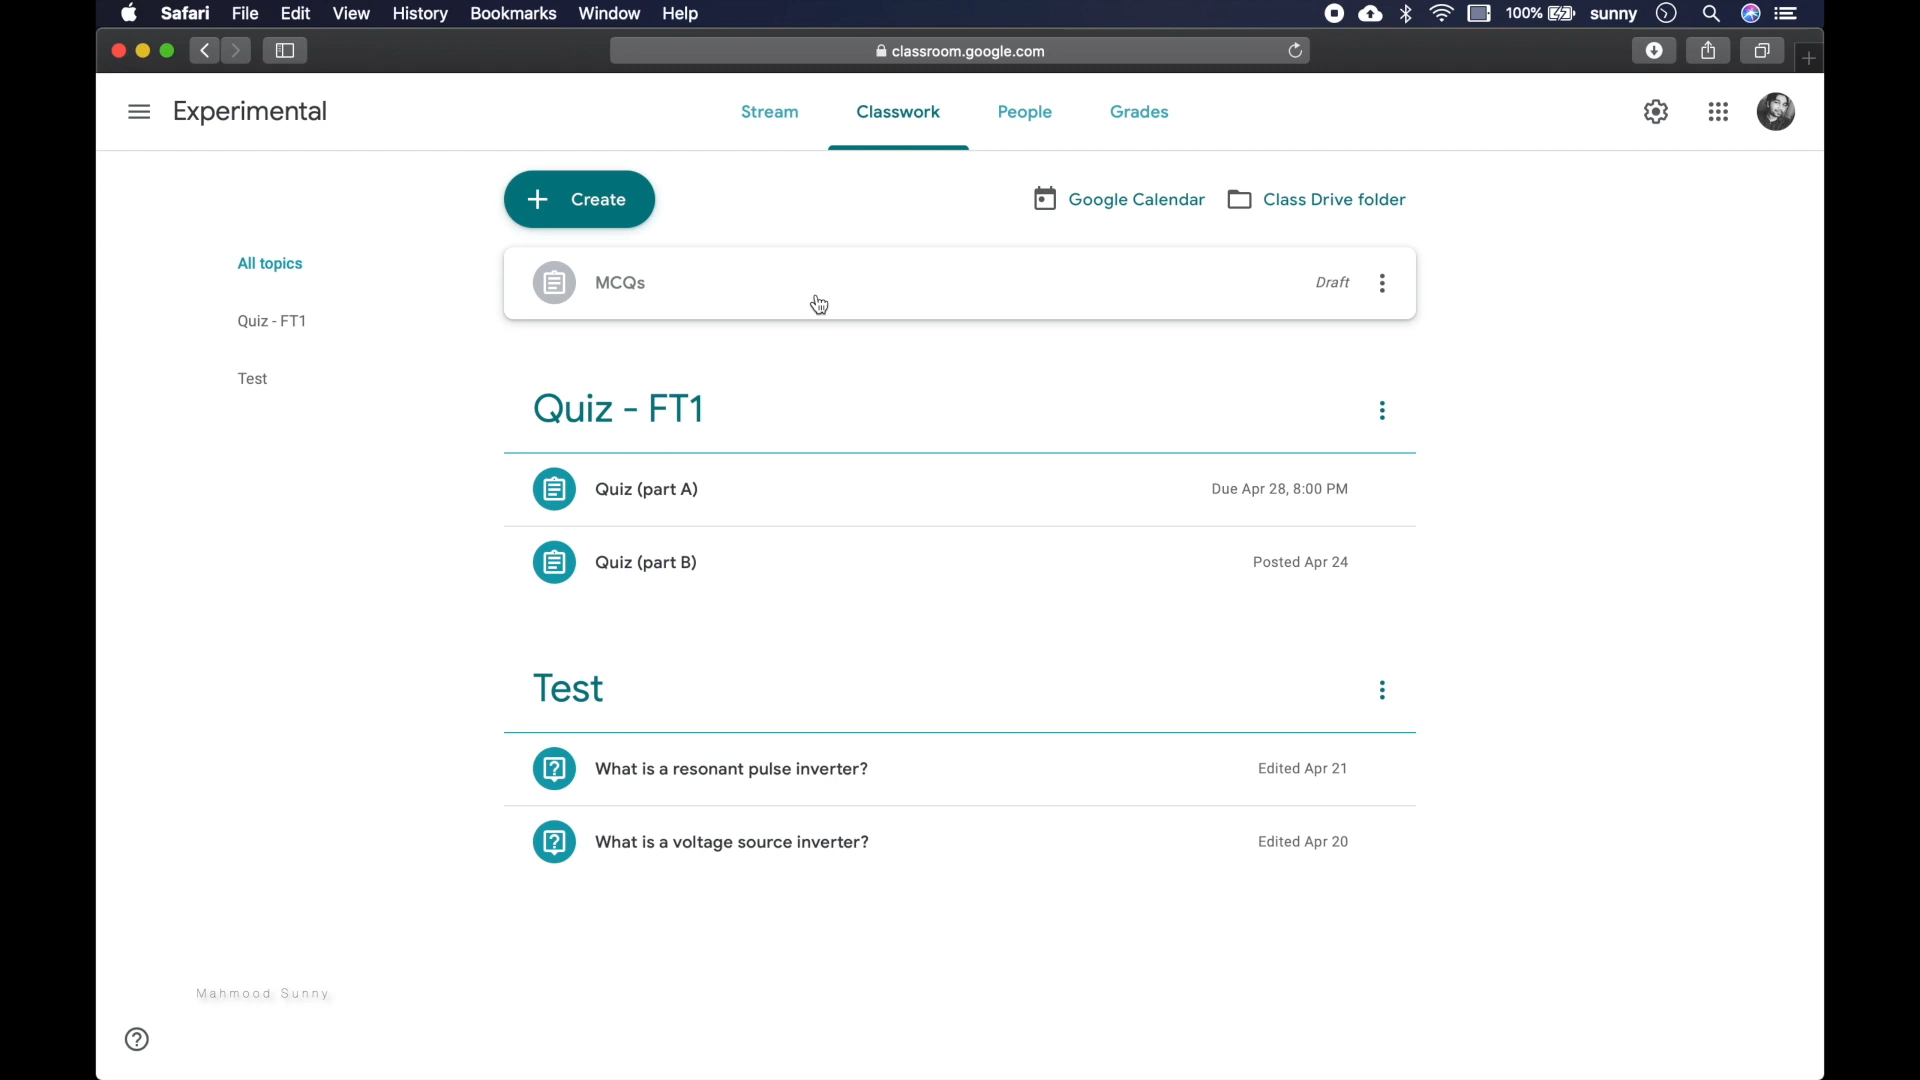 Safari File Edit View History Bookmarks Window Help 100% sunny
classroom.google.com
Experimental Stream Classwork People Grades
Create Google Calendar Class Drive folder
All topics
Quiz - FT1
Test
MCQs Draft
Quiz - FT1
Quiz (part A) Due Apr 28, 8:00 PM
Quiz (part B) Posted Apr 24
Test
What is a resonant pulse inverter? Edited Apr 21
What is a voltage source inverter? Edited Apr 20
Mahmood Sunny